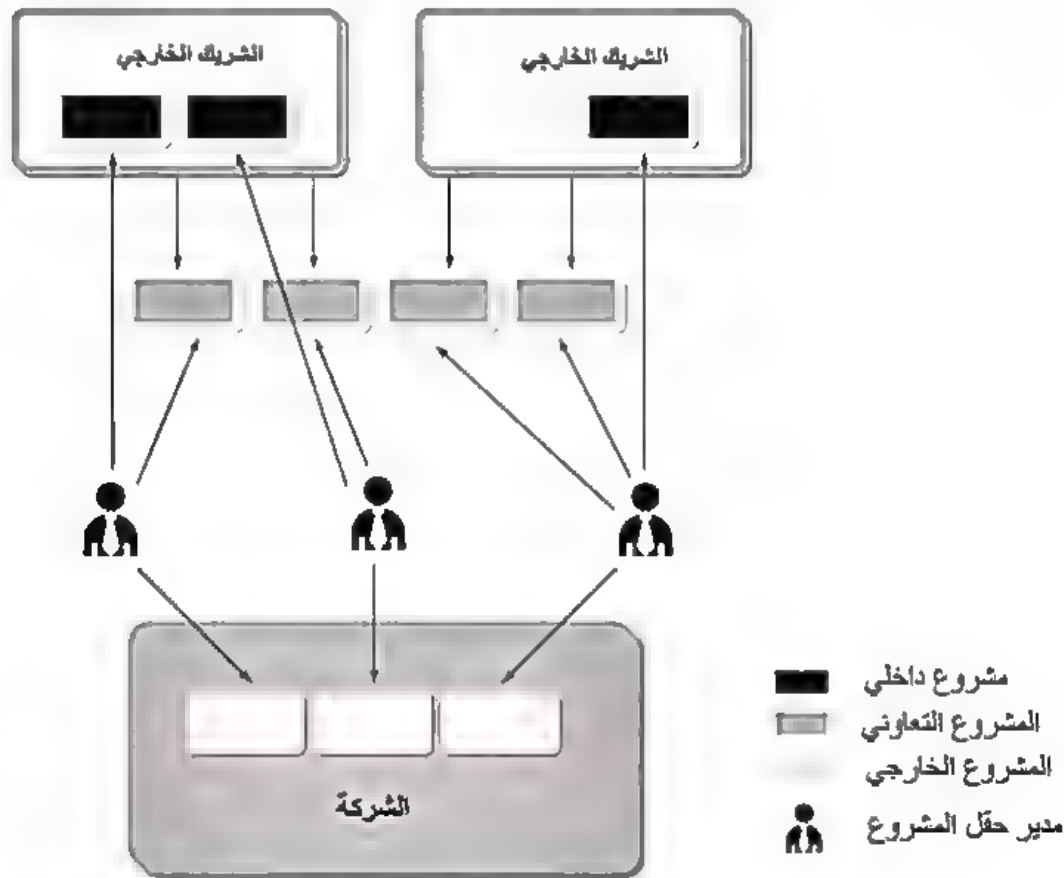 الشريك الخارجي
الشريك الخارجي
الشركة
مشروع داخلي
المشروع التعاوني
المشروع الخارجي
مدير حقل المشروع